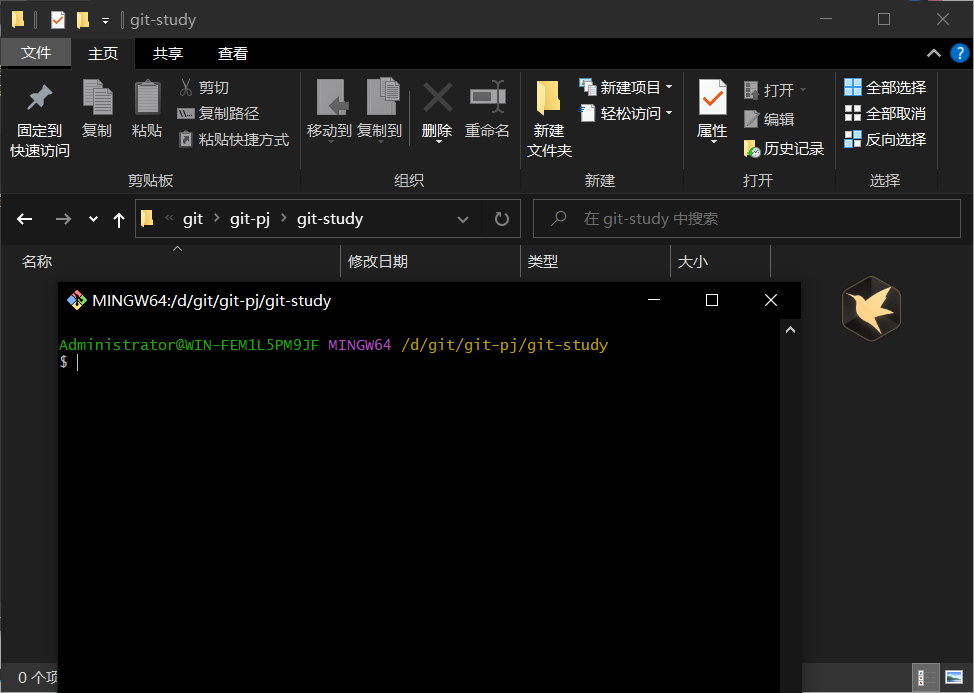 git-study
文件 主页 共享 查看
固定到
快速访问
复制
粘贴
剪切
复制路径
粘贴快捷方式
剪贴板
移动到 复制到 删除 重命名
组织
新建
文件夹
新建项目
轻松访问
新建
属性
打开
编辑
历史记录
打开
全部选择
全部取消
反向选择
选择
« git > git-pj > git-study
在 git-study 中搜索
名称 修改日期 类型 大小
MINGW64:/d/git/git-pj/git-study
Administrator@WIN-FEM1L5PM9JF MINGW64 /d/git/git-pj/git-study
$
0 个项